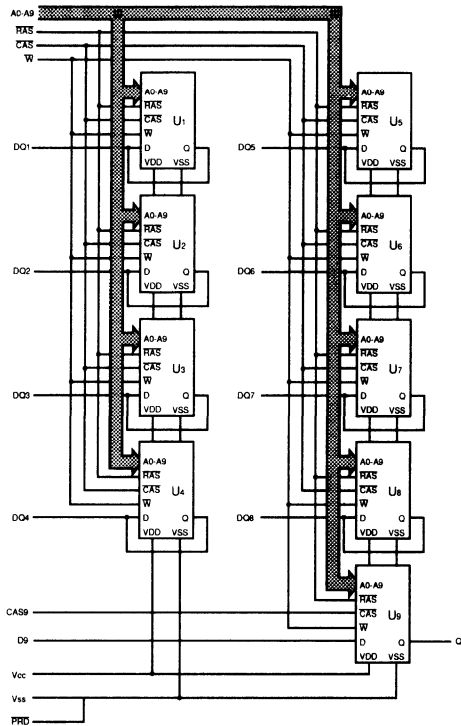 A0-A9
RAS
CAS
W
A0-A9
RAS
CAS
W
D Q
VDD VSS
U1
DQ1
A0-A9
RAS
CAS
W
D Q
VDD VSS
U2
DQ2
A0-A9
RAS
CAS
W
D Q
VDD VSS
U3
DQ3
A0-A9
RAS
CAS
W
D Q
VDD VSS
U4
DQ4
A0-A9
RAS
CAS
W
D Q
VDD VSS
U5
DQ5
A0-A9
RAS
CAS
W
D Q
VDD VSS
U6
DQ6
A0-A9
RAS
CAS
W
D Q
VDD VSS
U7
DQ7
A0-A9
RAS
CAS
W
D Q
VDD VSS
U8
DQ8
A0-A9
RAS
CAS
W
D Q
VDD VSS
U9
CAS9
D9
Vcc
Vss
PRD